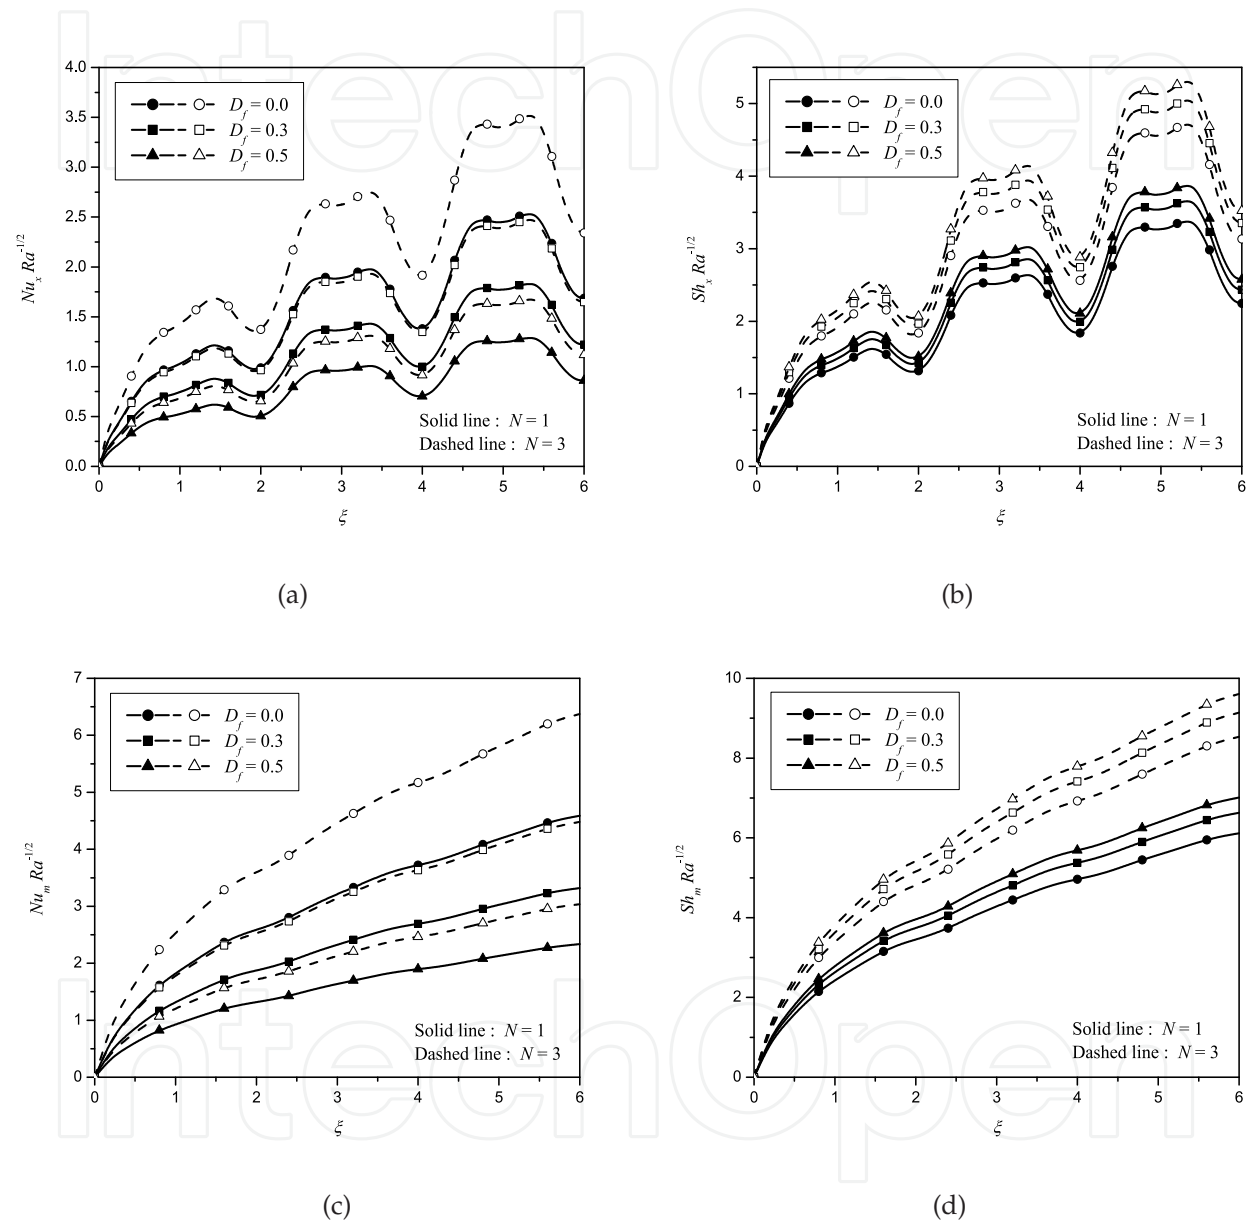 IntechOpen
4.0
3.5
3.0
2.5
2.0
1.5
1.0
0.5
0.0
0 1 2 3 4 5 6
Nu_x Ra^{-1/2}
ξ
D_f = 0.0
D_f = 0.3
D_f = 0.5
Solid line : N = 1
Dashed line : N = 3
(a)
5
4
3
2
1
0
0 1 2 3 4 5 6
Sh_x Ra^{-1/2}
ξ
D_f = 0.0
D_f = 0.3
D_f = 0.5
Solid line : N = 1
Dashed line : N = 3
(b)
7
6
5
4
3
2
1
0
0 1 2 3 4 5 6
Nu_m Ra^{-1/2}
ξ
D_f = 0.0
D_f = 0.3
D_f = 0.5
Solid line : N = 1
Dashed line : N = 3
(c)
10
8
6
4
2
0
0 1 2 3 4 5 6
Sh_m Ra^{-1/2}
ξ
D_f = 0.0
D_f = 0.3
D_f = 0.5
Solid line : N = 1
Dashed line : N = 3
(d)
IntechOpen